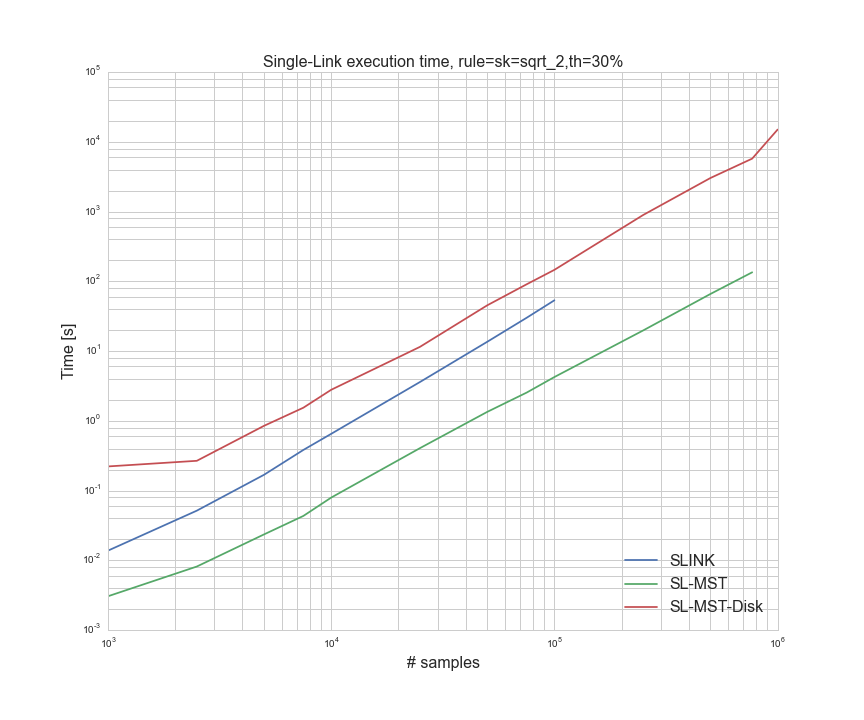 Single-Link execution time, rule=sk=sqrt_2,th=30%
10^5
10^4
10^3
10^2
10^1
10^0
10^-1
10^-2
10^-3
Time [s]
SLINK
SL-MST
SL-MST-Disk
10^3 10^4 10^5 10^6
# samples